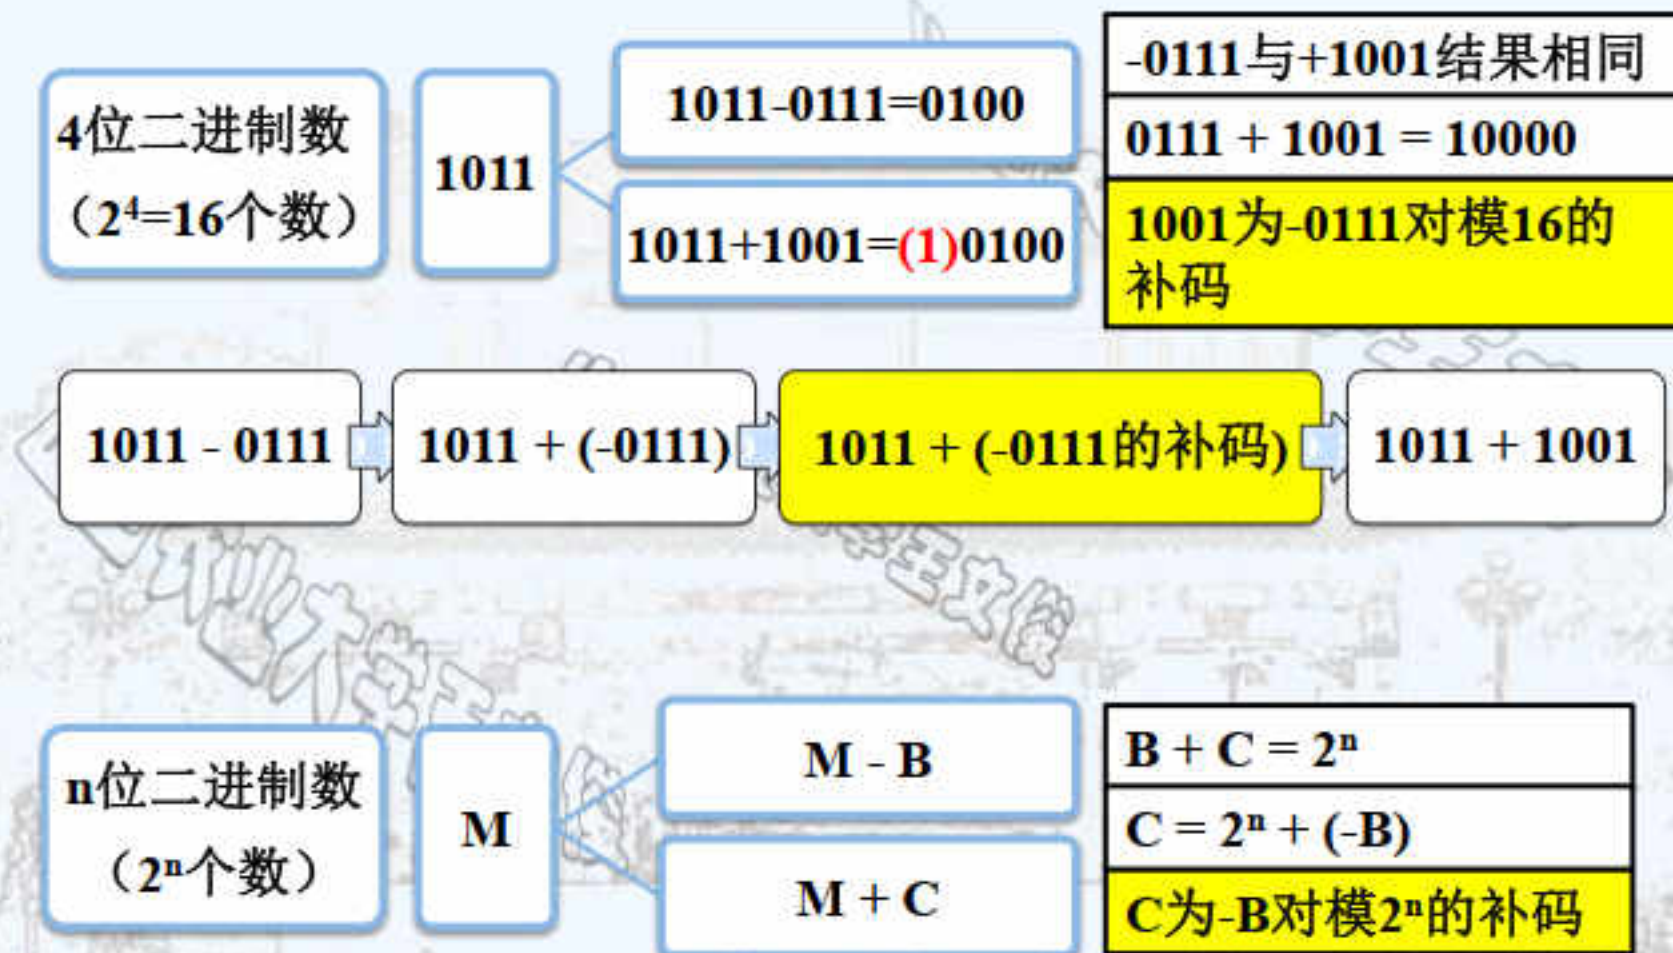 4位二进制数
（2⁴=16个数）
1011
1011-0111=0100
1011+1001=(1)0100
-0111与+1001结果相同
0111 + 1001 = 10000
1001为-0111对模16的
补码
1011 - 0111
1011 + (-0111)
1011 + (-0111的补码)
1011 + 1001
n位二进制数
（2ⁿ个数）
M
M - B
M + C
B + C = 2ⁿ
C = 2ⁿ + (-B)
C为-B对模2ⁿ的补码